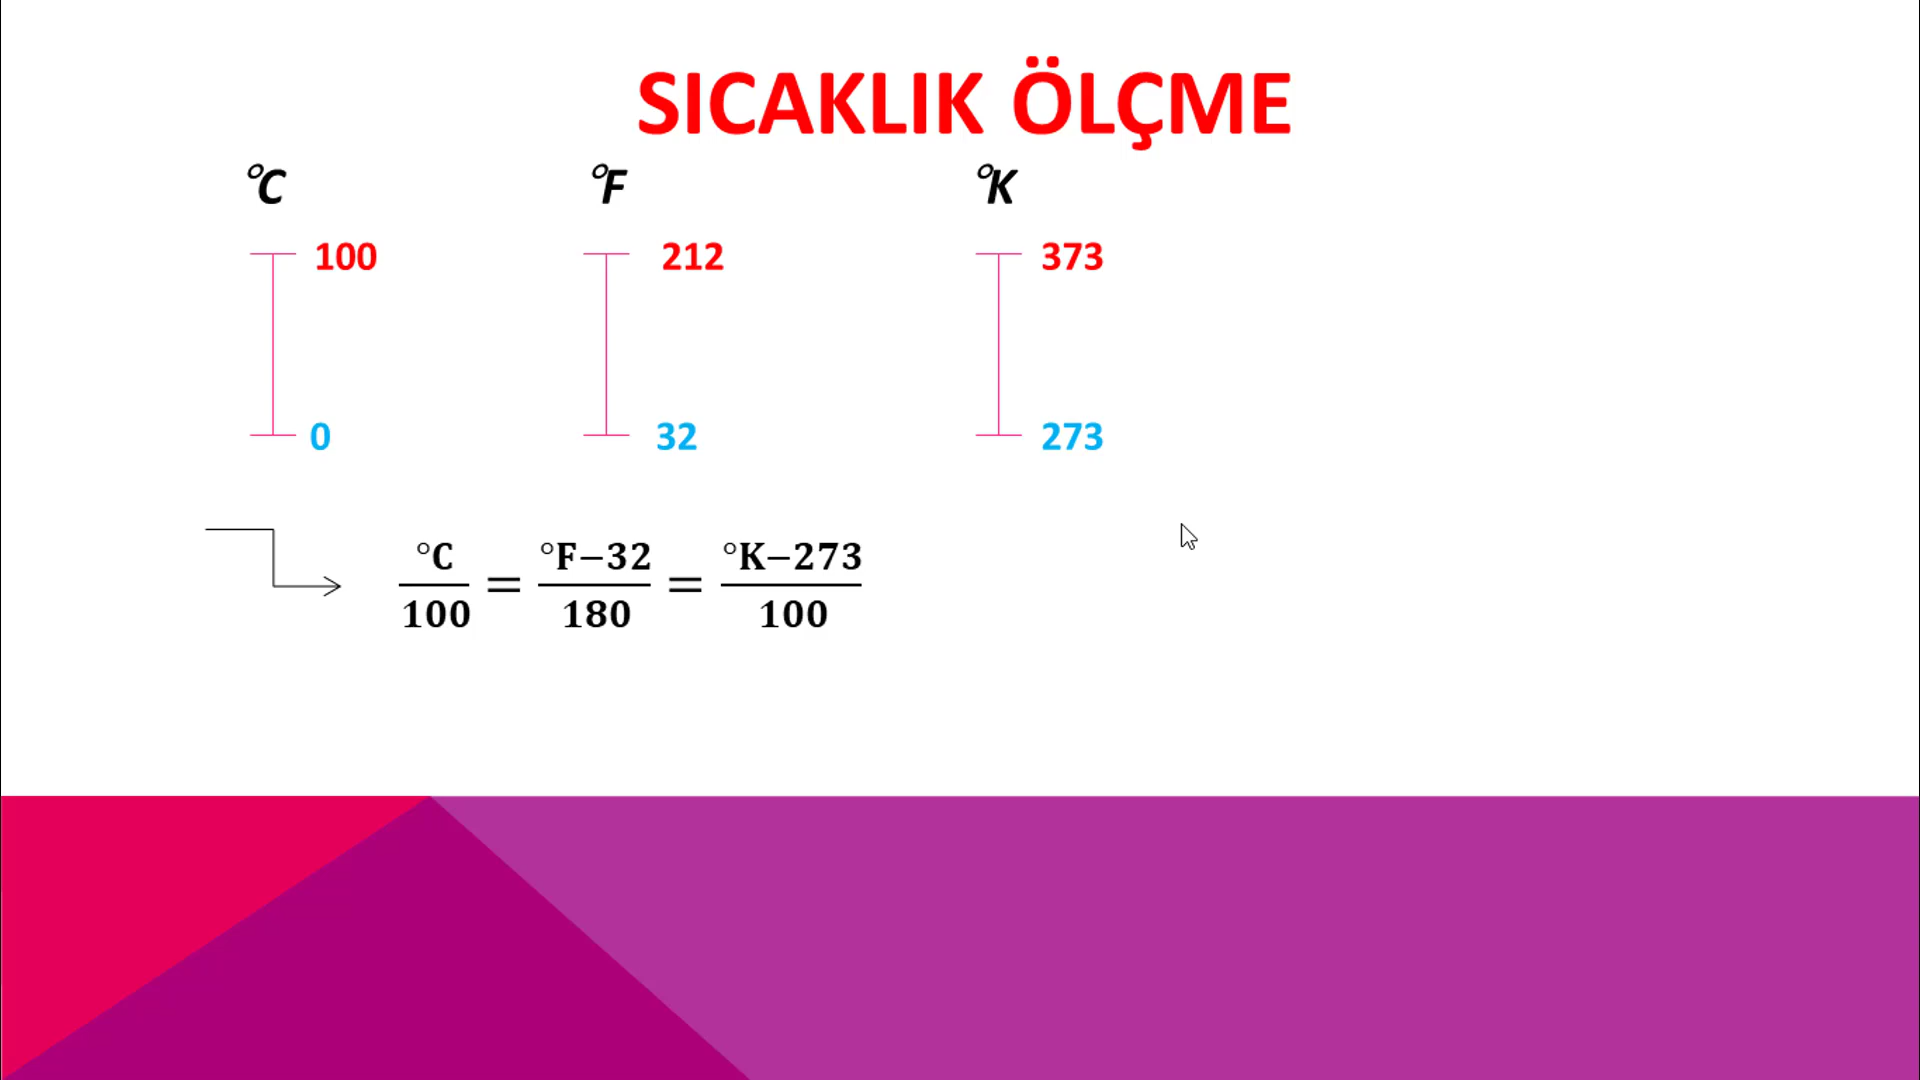 SICAKLIK ÖLÇME
°C °F °K
100 212 373
0 32 273
°C/100 = °F−32/180 = °K−273/100